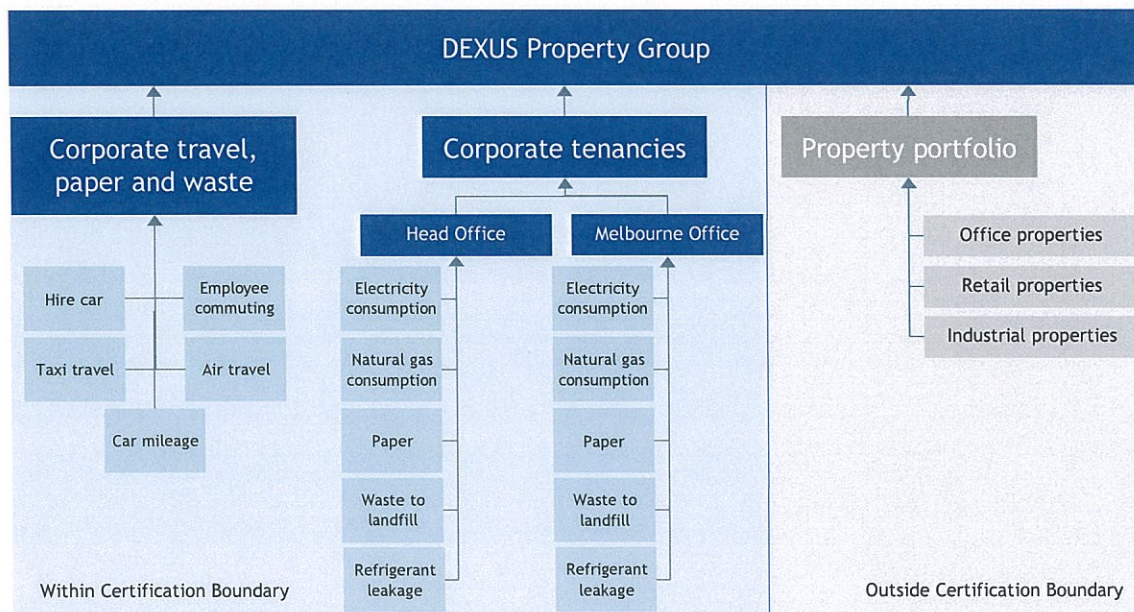 DEXUS Property Group
Corporate travel,
paper and waste
Corporate tenancies
Property portfolio
Head Office
Melbourne Office
Office properties
Retail properties
Industrial properties
Hire car
Employee
commuting
Taxi travel
Air travel
Car mileage
Electricity
consumption
Natural gas
consumption
Paper
Waste to
landfill
Refrigerant
leakage
Electricity
consumption
Natural gas
consumption
Paper
Waste to
landfill
Refrigerant
leakage
Within Certification Boundary
Outside Certification Boundary